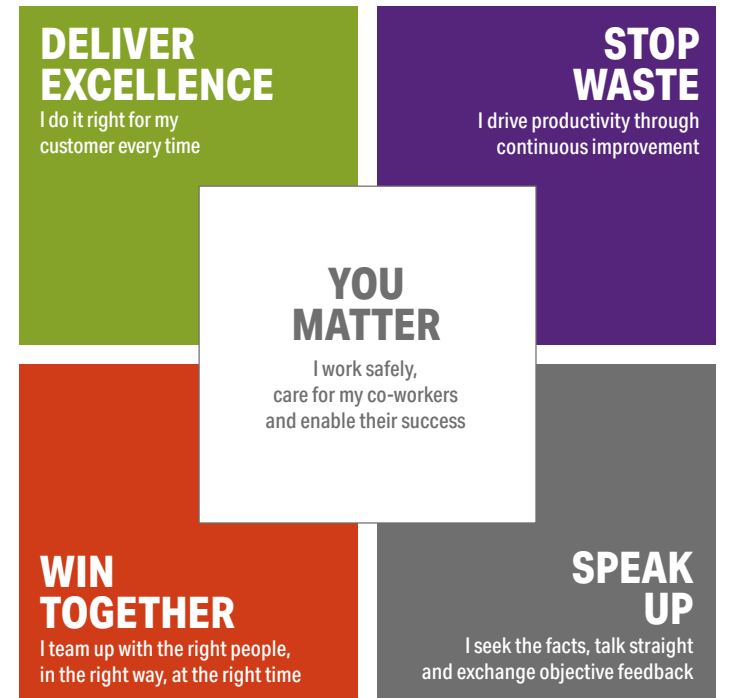 DELIVER
EXCELLENCE
I do it right for my
customer every time
STOP
WASTE
I drive productivity through
continuous improvement
YOU
MATTER
I work safely,
care for my co-workers
and enable their success
WIN
TOGETHER
I team up with the right people,
in the right way, at the right time
SPEAK
UP
I seek the facts, talk straight
and exchange objective feedback